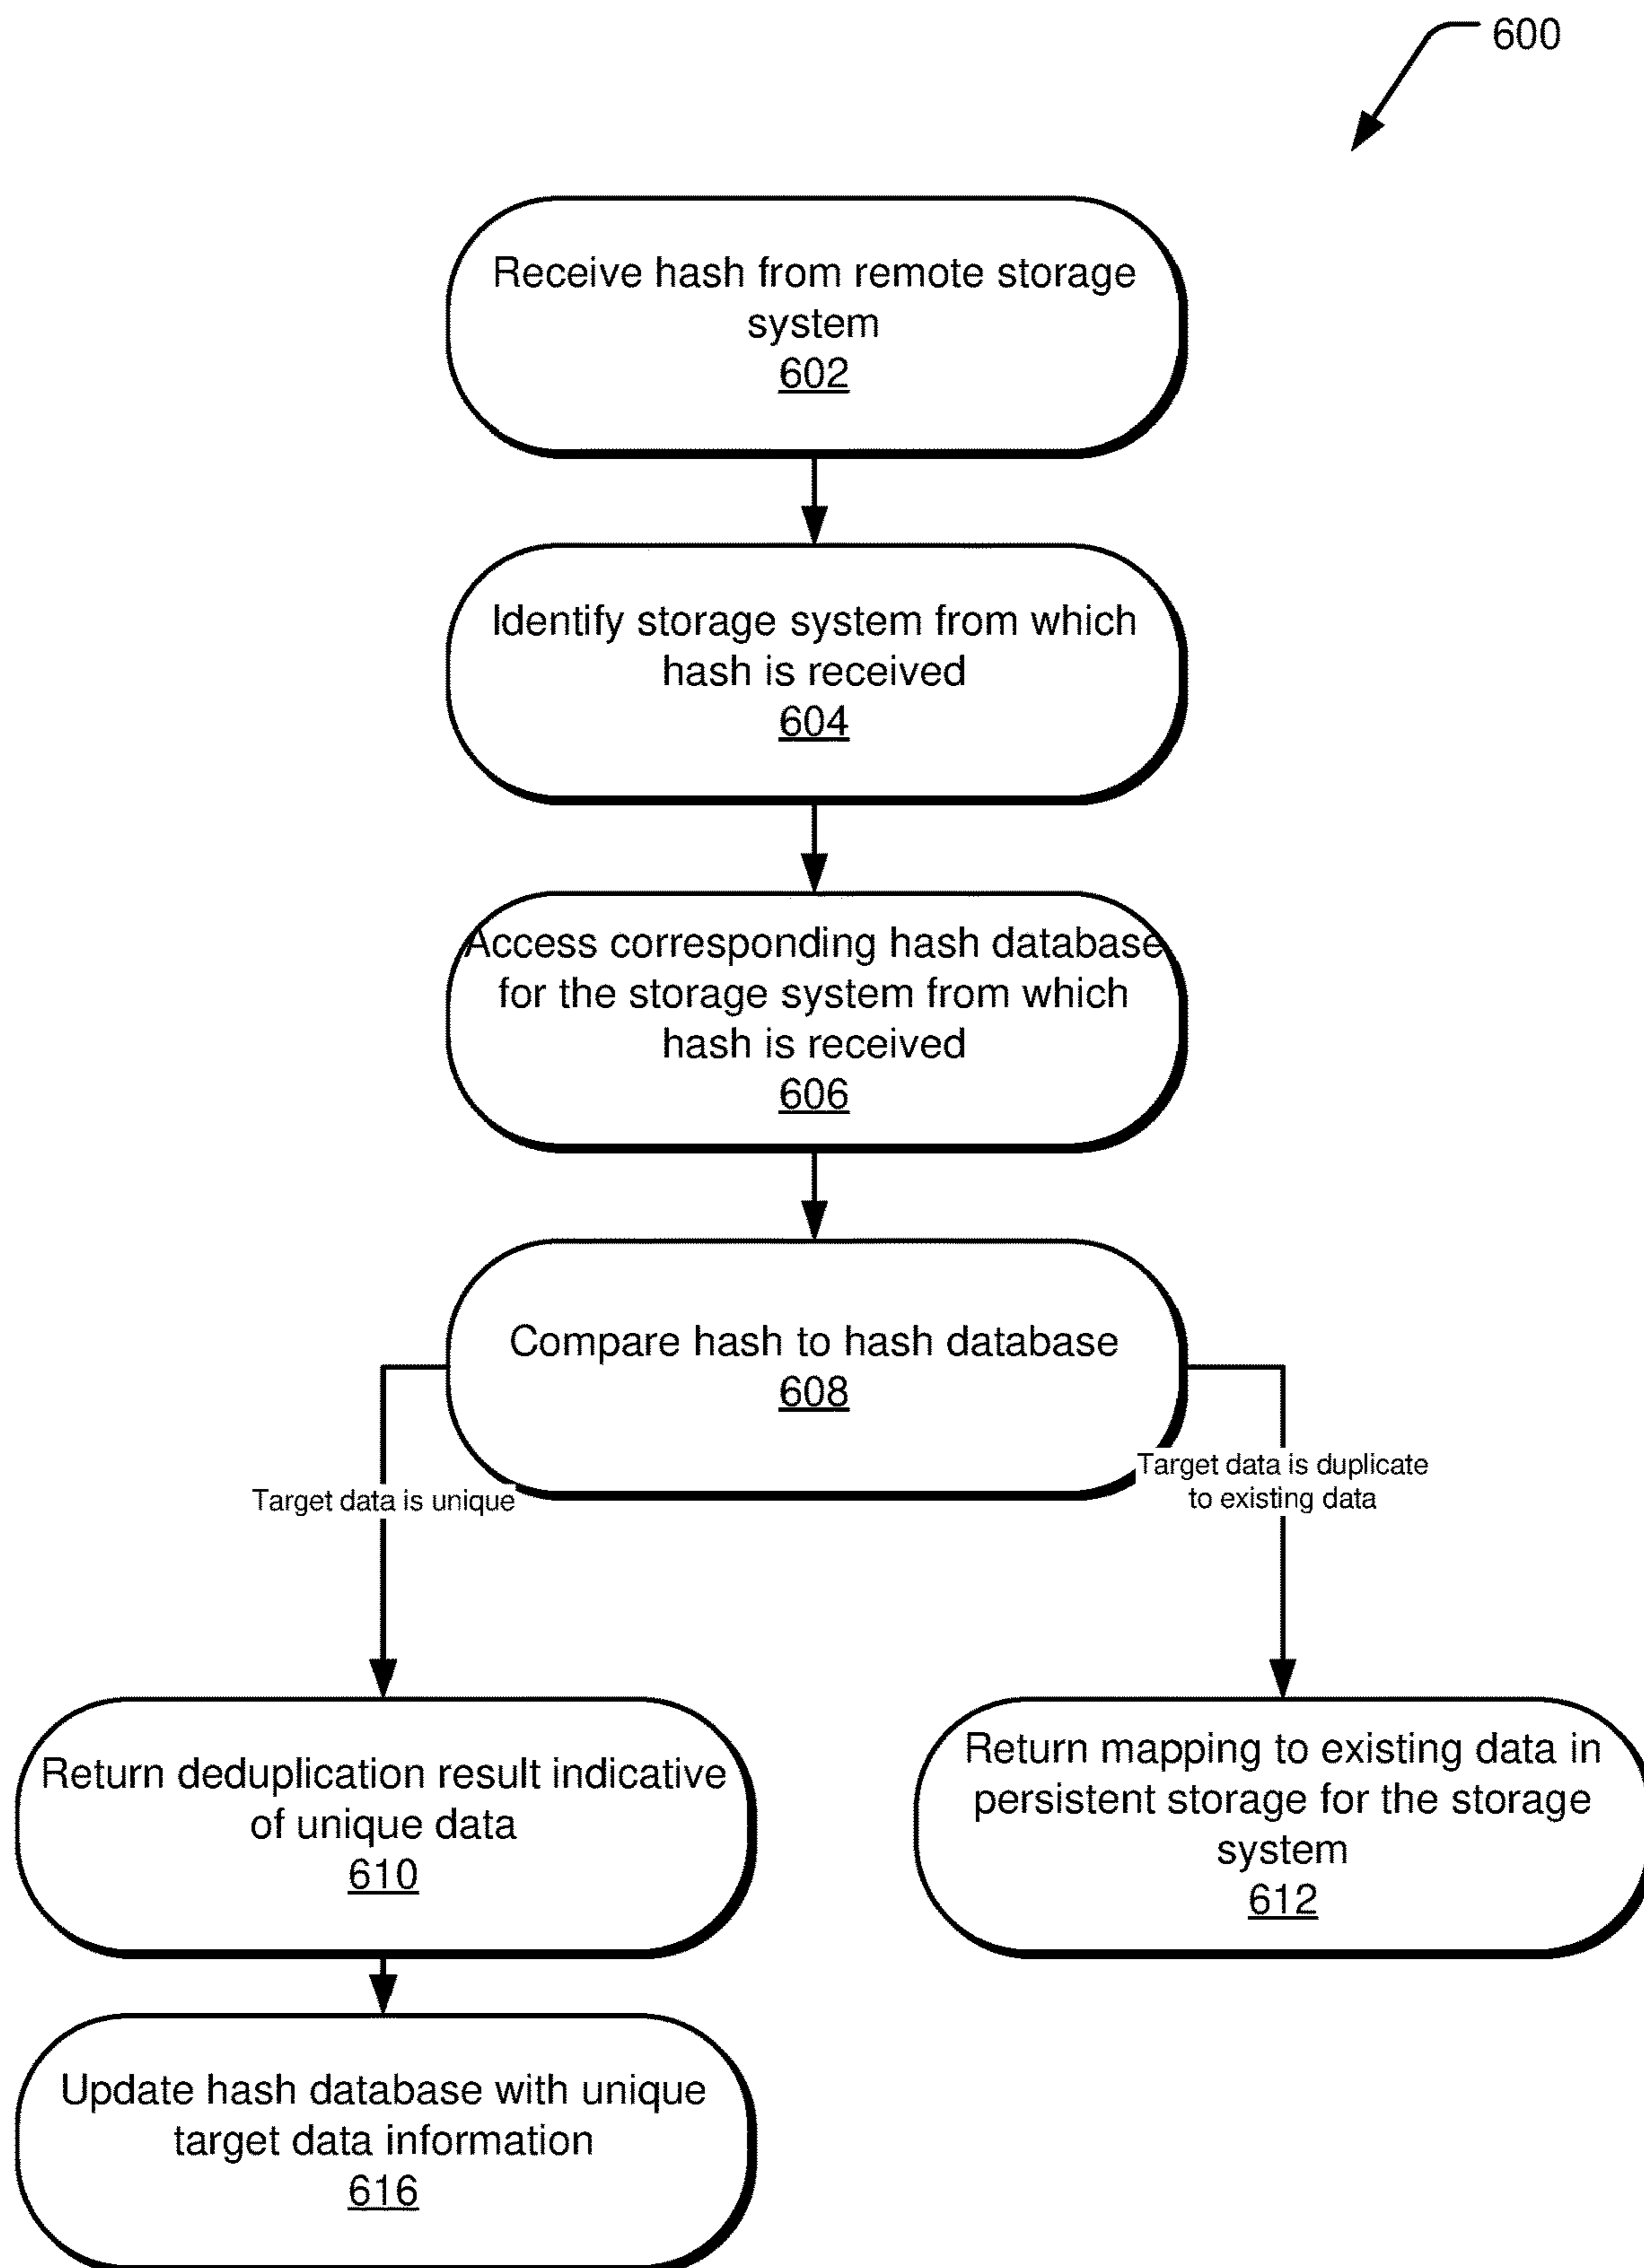 600
Receive hash from remote storage
system
602
Identify storage system from which
hash is received
604
Access corresponding hash database
for the storage system from which
hash is received
606
Compare hash to hash database
608
Target data is unique
Target data is duplicate
to existing data
Return deduplication result indicative
of unique data
610
Return mapping to existing data in
persistent storage for the storage
system
612
Update hash database with unique
target data information
616